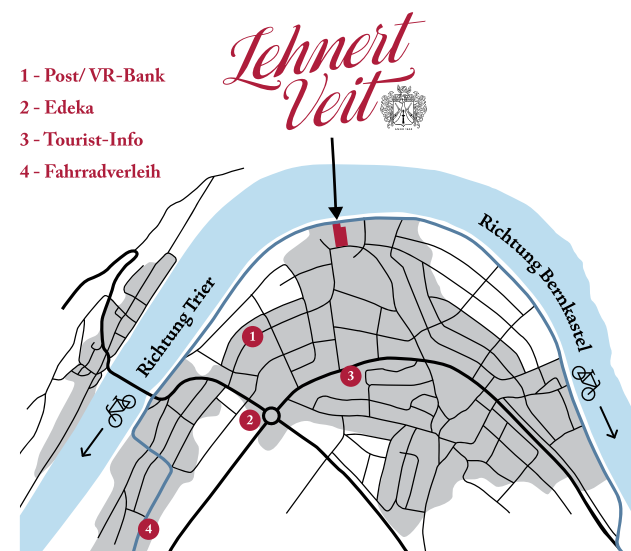 Lehnert
Veit
1 - Post/ VR-Bank
2 - Edeka
3 - Tourist-Info
4 - Fahrradverleih
Richtung Trier
Richtung Bernkastel
1
3
2
4